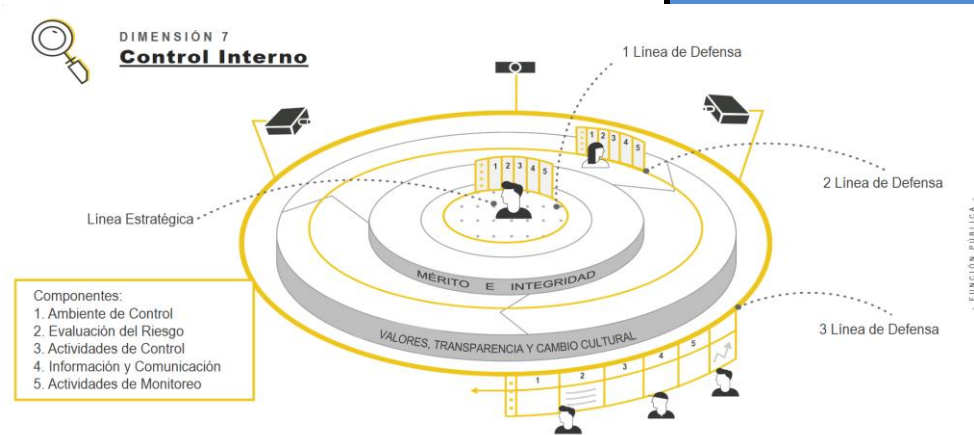 DIMENSIÓN 7
Control Interno
1 Línea de Defensa
1 2 3 4 5
1 2 3 4 5
2 Línea de Defensa
Línea Estratégica
MÉRITO E INTEGRIDAD
VALORES, TRANSPARENCIA Y CAMBIO CULTURAL
3 Línea de Defensa
1 2 3 4 5
Componentes:
1. Ambiente de Control
2. Evaluación del Riesgo
3. Actividades de Control
4. Información y Comunicación
5. Actividades de Monitoreo
- FUNCIÓN PÚBLICA -